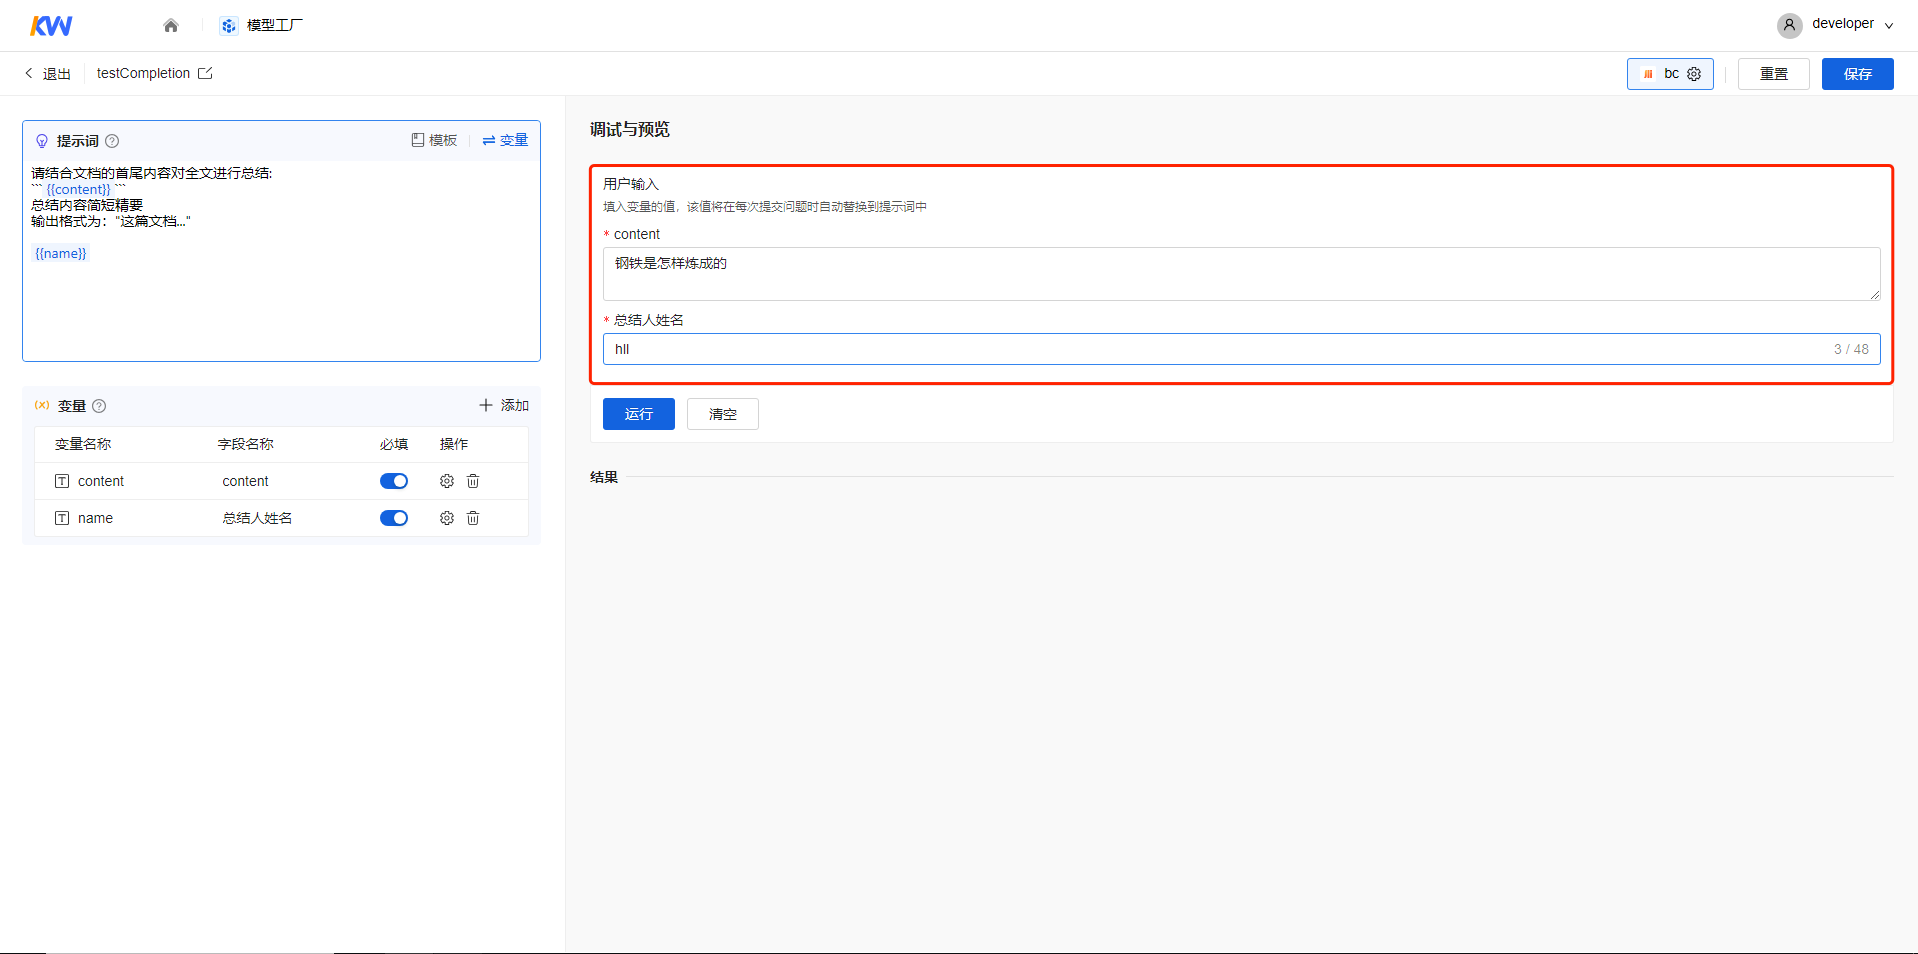 KW
模型工厂
developer
退出
testCompletion
bc
重置
保存
提示词
模板
变量
请结合文档的首尾内容对全文进行总结:
``` {{content}} ```
总结内容简短精要
输出格式为："这篇文档..."
{{name}}
变量
添加
变量名称 字段名称 必填 操作
content content
name 总结人姓名
调试与预览
用户输入
填入变量的值，该值将在每次提交问题时自动替换到提示词中
* content
钢铁是怎样炼成的
* 总结人姓名
hll 3 / 48
运行 清空
结果